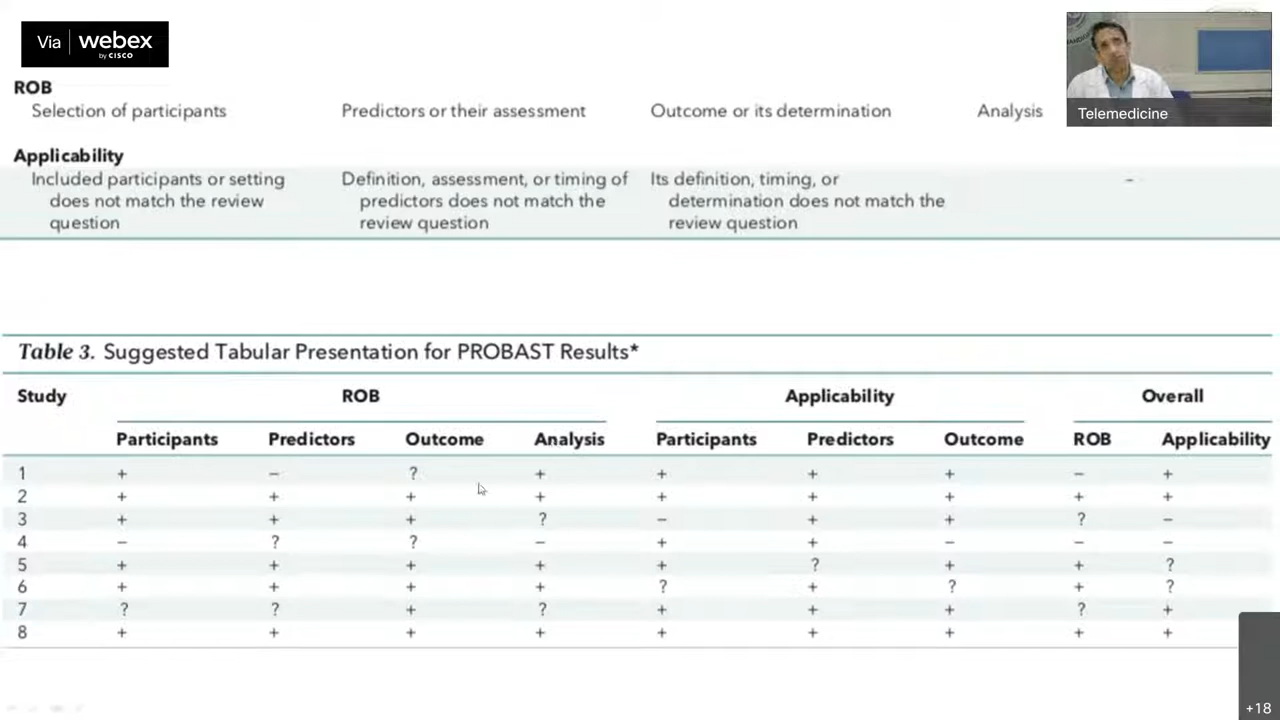 Via | webex
by CISCO
ROB
Selection of participants Predictors or their assessment Outcome or its determination Analysis
Telemedicine
Applicability
Included participants or setting Definition, assessment, or timing of Its definition, timing, or –
does not match the review predictors does not match the determination does not match the
question review question review question
Table 3. Suggested Tabular Presentation for PROBAST Results*
Study ROB Applicability Overall
Participants Predictors Outcome Analysis Participants Predictors Outcome ROB Applicability
1 + – ? + + + + – +
2 + + + + + + + + +
3 + + + ? – + + ? –
4 – ? ? – + + – – –
5 + + + + + ? + + ?
6 + + + + ? + ? + ?
7 ? ? + ? + + + ? +
8 + + + + + + + + +
+18